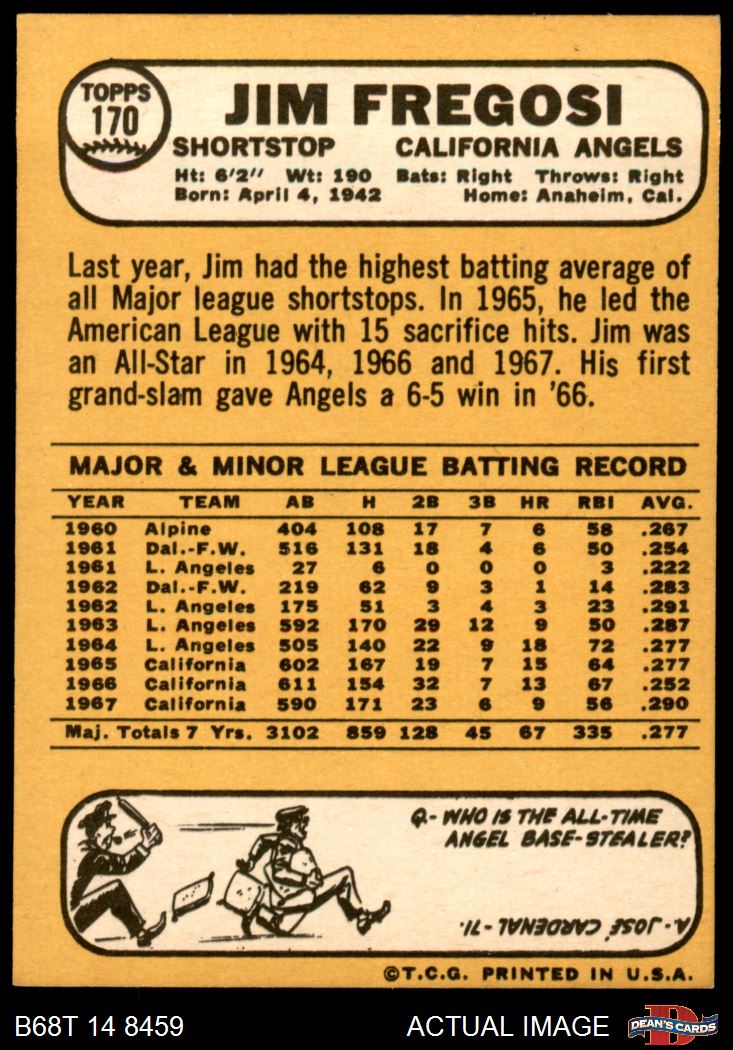 TOPPS
170
JIM FREGOSI
SHORTSTOP CALIFORNIA ANGELS
Ht: 6'2" Wt: 190 Bats: Right Throws: Right
Born: April 4, 1942 Home: Anaheim, Cal.
Last year, Jim had the highest batting average of
all Major league shortstops. In 1965, he led the
American League with 15 sacrifice hits. Jim was
an All-Star in 1964, 1966 and 1967. His first
grand-slam gave Angels a 6-5 win in '66.
MAJOR & MINOR LEAGUE BATTING RECORD
YEAR TEAM AB H 2B 3B HR RBI AVG.
1960 Alpine 404 108 17 7 6 58 .267
1961 Dal.-F.W. 516 131 18 4 6 50 .254
1961 L. Angeles 27 6 0 0 0 3 .222
1962 Dal.-F.W. 219 62 9 3 1 14 .283
1962 L. Angeles 175 51 3 4 3 23 .291
1963 L. Angeles 592 170 29 12 9 50 .287
1964 L. Angeles 505 140 22 9 18 72 .277
1965 California 602 167 19 7 15 64 .277
1966 California 611 154 32 7 13 67 .252
1967 California 590 171 23 6 9 56 .290
Maj. Totals 7 Yrs. 3102 859 128 45 67 335 .277
Q.- WHO IS THE ALL-TIME
ANGEL BASE-STEALER?
A. JOSÉ CARDENAL - 71.
©T.C.G. PRINTED IN U.S.A.
B68T 14 8459 ACTUAL IMAGE
D
DEAN'S CARDS